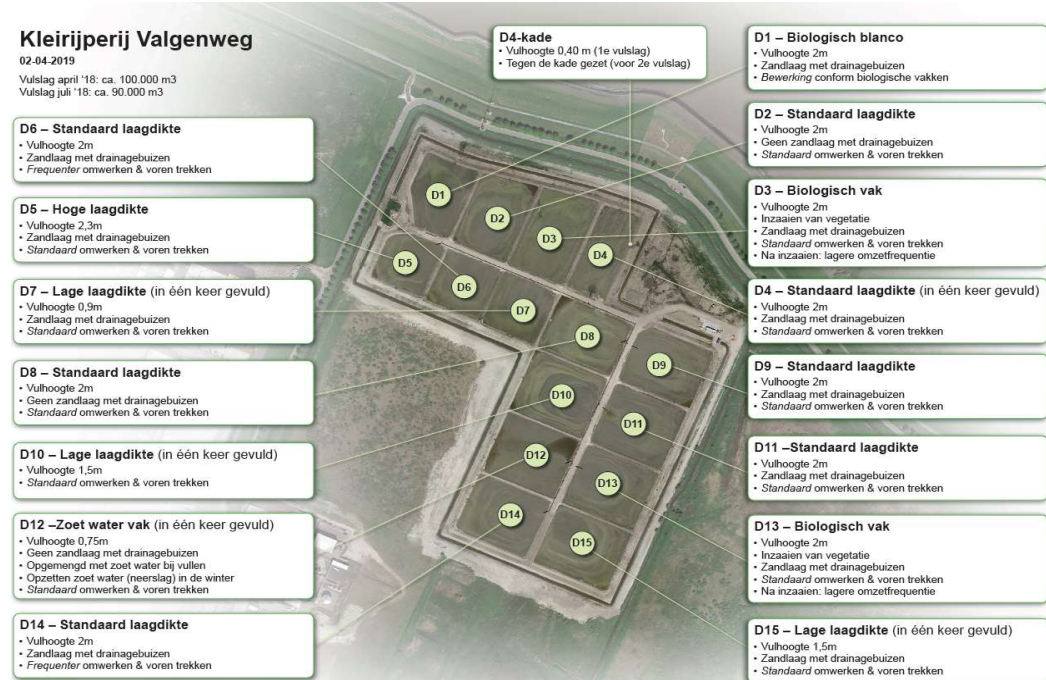 Kleirijperij Valgenweg
02-04-2019
Vulslag april '18: ca. 100.000 m3
Vulslag juli '18: ca. 90.000 m3
D6 – Standaard laagdikte
• Vulhoogte 2m
• Zandlaag met drainagebuizen
• Frequenter omwerken & voren trekken
D5 – Hoge laagdikte
• Vulhoogte 2,3m
• Zandlaag met drainagebuizen
• Standaard omwerken & voren trekken
D7 – Lage laagdikte (in één keer gevuld)
• Vulhoogte 0,9m
• Zandlaag met drainagebuizen
• Standaard omwerken & voren trekken
D8 – Standaard laagdikte
• Vulhoogte 2m
• Geen zandlaag met drainagebuizen
• Standaard omwerken & voren trekken
D10 – Lage laagdikte (in één keer gevuld)
• Vulhoogte 1,5m
• Standaard omwerken & voren trekken
D12 –Zoet water vak (in één keer gevuld)
• Vulhoogte 0,75m
• Geen zandlaag met drainagebuizen
• Opgemengd met zoet water bij vullen
• Opzetten zoet water (neerslag) in de winter
• Standaard omwerken & voren trekken
D14 – Standaard laagdikte
• Vulhoogte 2m
• Zandlaag met drainagebuizen
• Frequenter omwerken & voren trekken
D4-kade
• Vulhoogte 0,40 m (1e vulslag)
• Tegen de kade gezet (voor 2e vulslag)
D1
D2
D3
D4
D5
D6
D7
D8
D9
D10
D11
D12
D13
D14
D15
D1 – Biologisch blanco
• Vulhoogte 2m
• Zandlaag met drainagebuizen
• Bewerking conform biologische vakken
D2 – Standaard laagdikte
• Vulhoogte 2m
• Geen zandlaag met drainagebuizen
• Standaard omwerken & voren trekken
D3 – Biologisch vak
• Vulhoogte 2m
• Inzaaien van vegetatie
• Zandlaag met drainagebuizen
• Standaard omwerken & voren trekken
• Na inzaaien: lagere omzetfrequentie
D4 – Standaard laagdikte (in één keer gevuld)
• Vulhoogte 2m
• Zandlaag met drainagebuizen
• Standaard omwerken & voren trekken
D9 – Standaard laagdikte
• Vulhoogte 2m
• Zandlaag met drainagebuizen
• Standaard omwerken & voren trekken
D11 –Standaard laagdikte
• Vulhoogte 2m
• Zandlaag met drainagebuizen
• Standaard omwerken & voren trekken
D13 – Biologisch vak
• Vulhoogte 2m
• Inzaaien van vegetatie
• Zandlaag met drainagebuizen
• Standaard omwerken & voren trekken
• Na inzaaien: lagere omzetfrequentie
D15 – Lage laagdikte (in één keer gevuld)
• Vulhoogte 1,5m
• Zandlaag met drainagebuizen
• Standaard omwerken & voren trekken